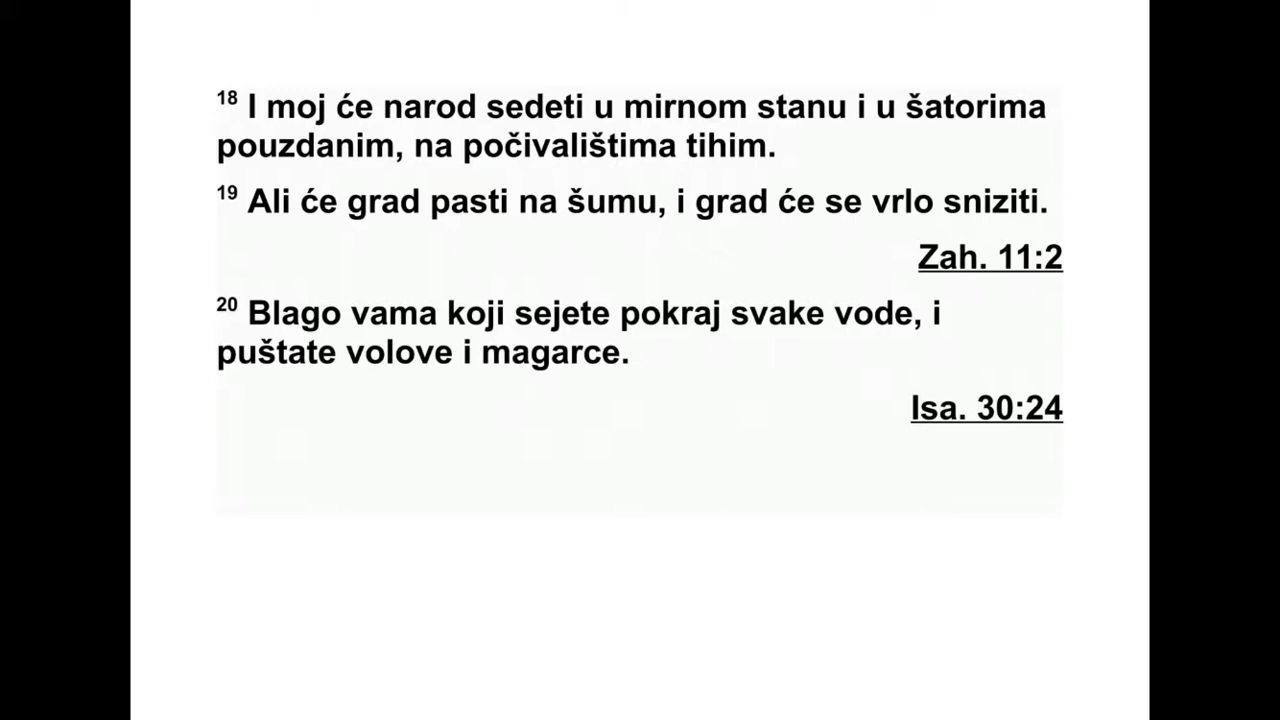 18 I moj će narod sedeti u mirnom stanu i u šatorima
pouzdanim, na počivalištima tihim.
19 Ali će grad pasti na šumu, i grad će se vrlo sniziti.
Zah. 11:2
20 Blago vama koji sejete pokraj svake vode, i
puštate volove i magarce.
Isa. 30:24